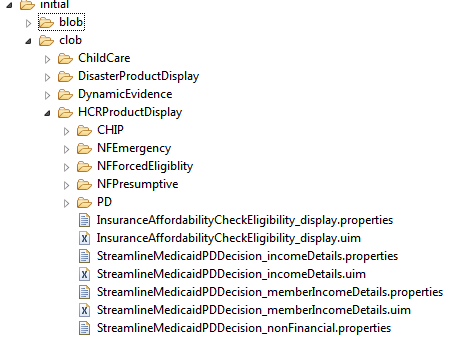 initial
blob
clob
ChildCare
DisasterProductDisplay
DynamicEvidence
HCRProductDisplay
CHIP
NFEmergency
NFForcedEligiblity
NFPresumptive
PD
InsuranceAffordabilityCheckEligibility_display.properties
InsuranceAffordabilityCheckEligibility_display.uim
StreamlineMedicaidPDDecision_incomeDetails.properties
StreamlineMedicaidPDDecision_incomeDetails.uim
StreamlineMedicaidPDDecision_memberIncomeDetails.properties
StreamlineMedicaidPDDecision_memberIncomeDetails.uim
StreamlineMedicaidPDDecision_nonFinancial.properties